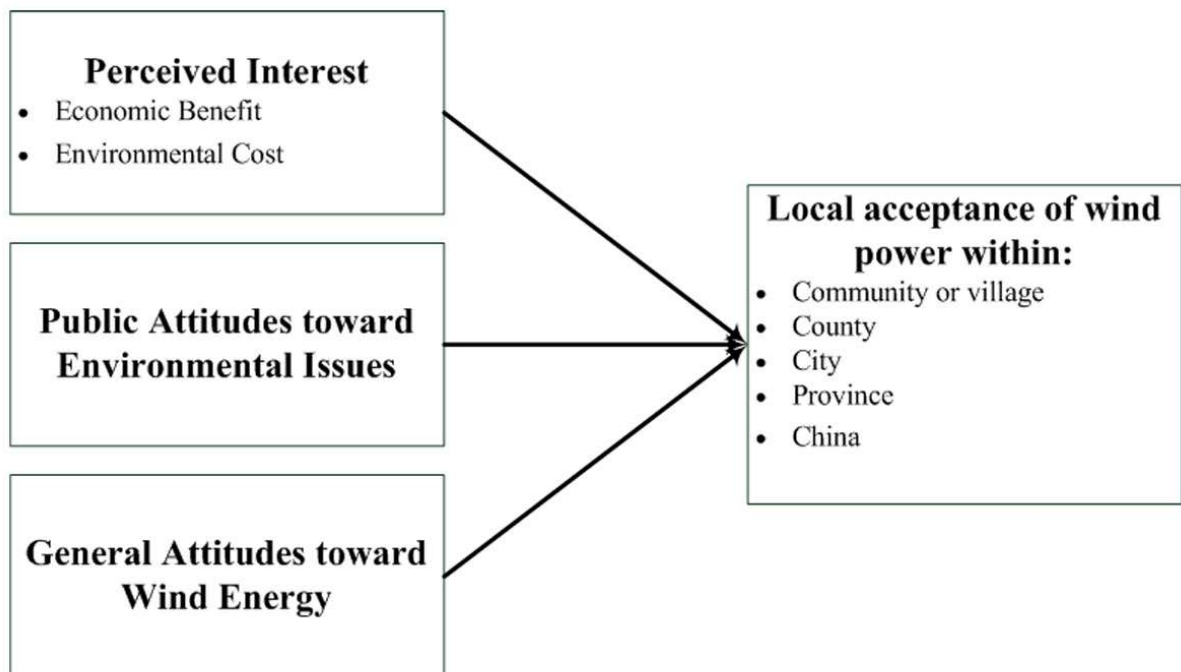 Perceived Interest
• Economic Benefit
• Environmental Cost
Public Attitudes toward
Environmental Issues
General Attitudes toward
Wind Energy
Local acceptance of wind
power within:
• Community or village
• County
• City
• Province
• China